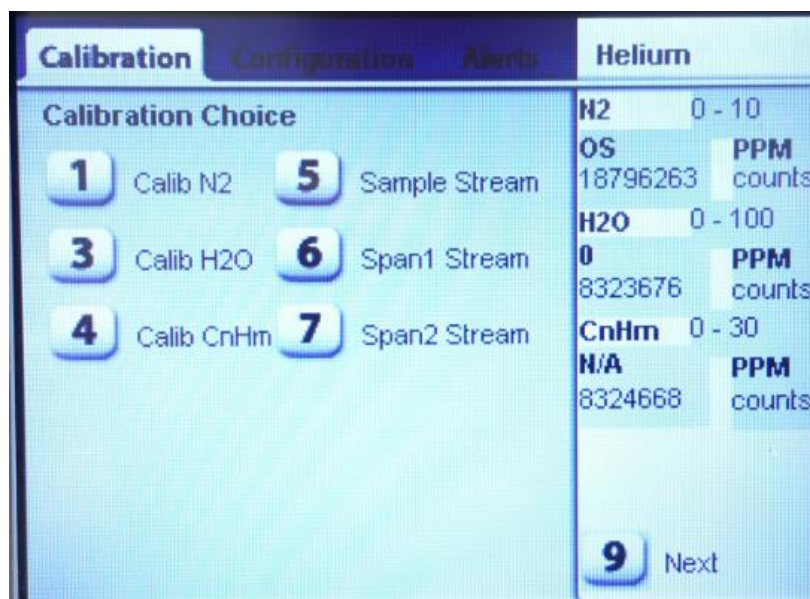 Calibration Configuration Alerts Helium
Calibration Choice
1 Calib N2 5 Sample Stream
3 Calib H2O 6 Span1 Stream
4 Calib CnHm 7 Span2 Stream
N2 0 - 10
OS PPM
18796263 counts
H2O 0 - 100
0 PPM
8323676 counts
CnHm 0 - 30
N/A PPM
8324668 counts
9 Next